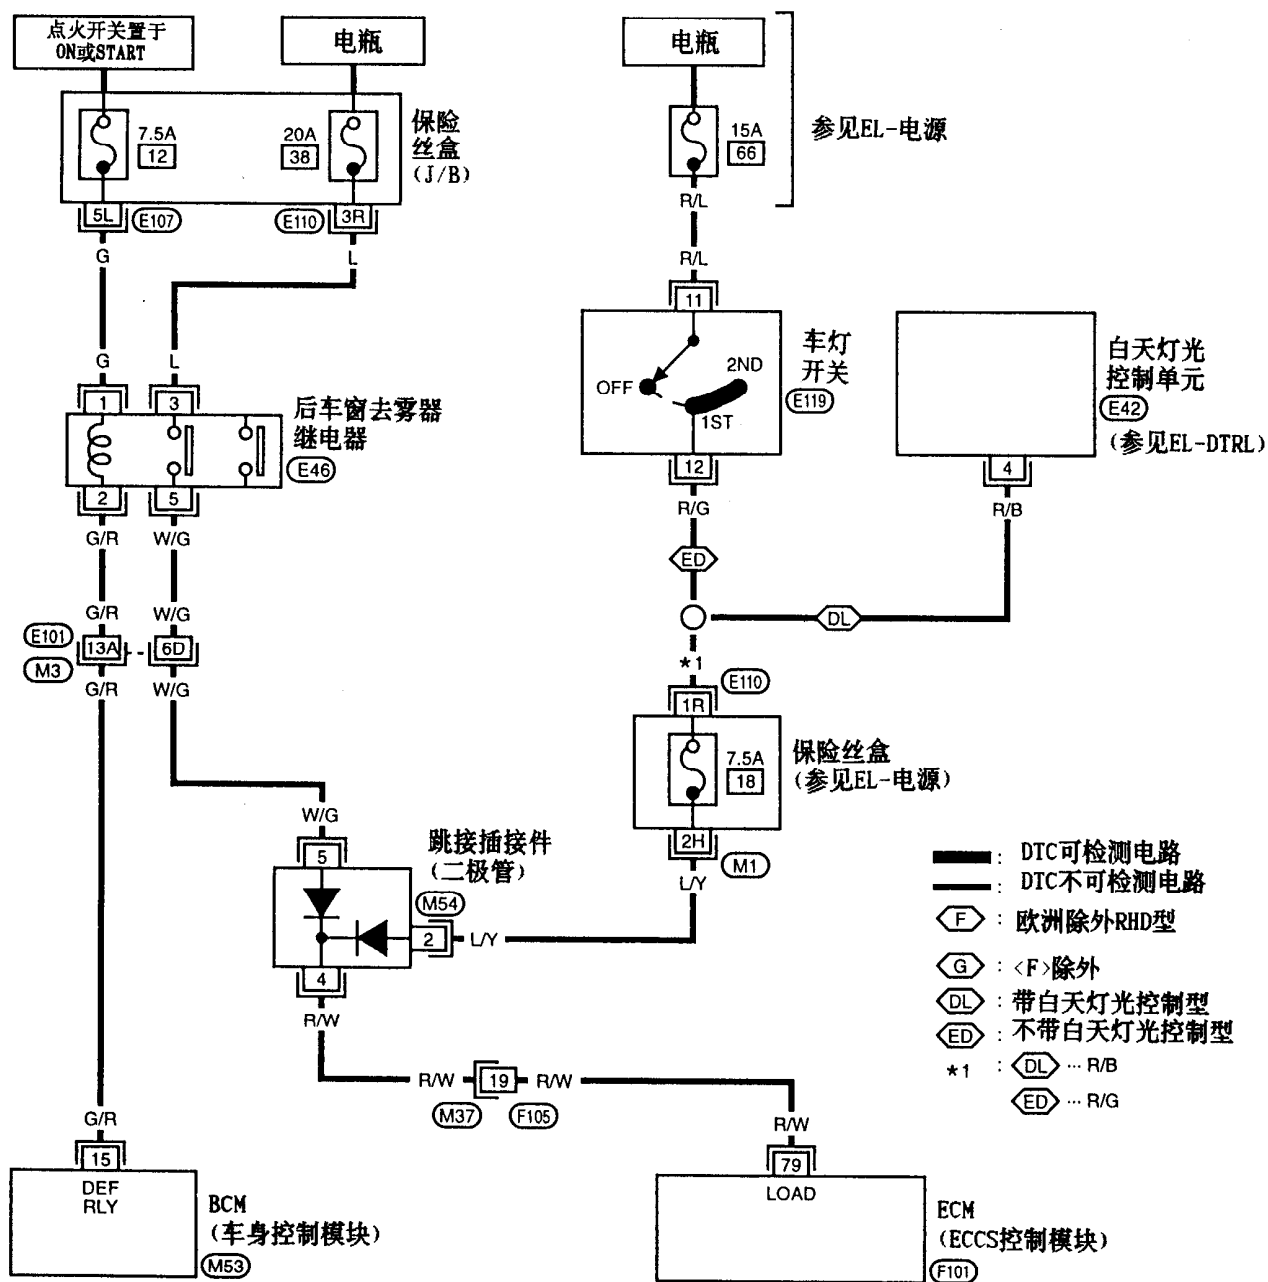 点火开关置于
ON或START
电瓶
电瓶
7.5A
12
20A
38
保险
丝盒
(J/B)
15A
66
参见EL-电源
5L
E107
E110
3R
R/L
G
L
R/L
11
G
L
1
3
后车窗去雾器
继电器
E46
2
5
OFF
2ND
1ST
车灯
开关
E119
12
白天灯光
控制单元
E42
(参见EL-DTRL)
4
G/R
W/G
R/G
R/B
ED
DL
G/R
W/G
E101
13A
6D
M3
G/R
W/G
*1
E110
1R
7.5A
18
保险丝盒
(参见EL-电源)
2H
M1
L/Y
W/G
5
跳接插接件
(二极管)
M54
2
L/Y
4
R/W
R/W
19
R/W
M37
F105
R/W
: DTC可检测电路
: DTC不可检测电路
F : 欧洲除外RHD型
G : <F>除外
DL : 带白天灯光控制型
ED : 不带白天灯光控制型
*1 : DL ··· R/B
ED ··· R/G
G/R
15
DEF
RLY
BCM
(车身控制模块)
M53
79
LOAD
ECM
(ECCS控制模块)
F101